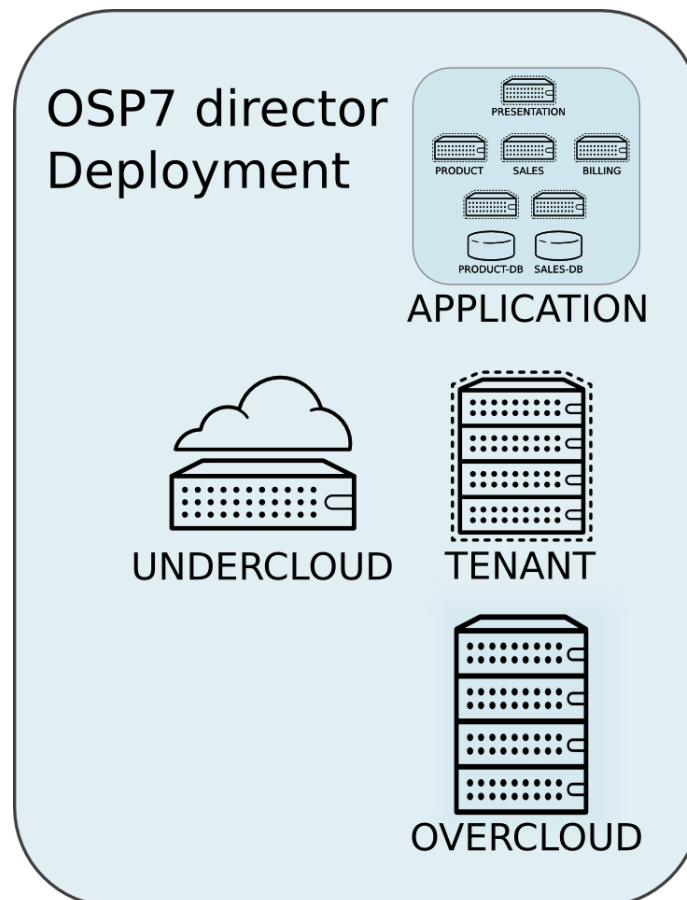 OSP7 director
Deployment
PRESENTATION
PRODUCT SALES BILLING
PRODUCT-DB SALES-DB
APPLICATION
UNDERCLOUD TENANT
OVERCLOUD